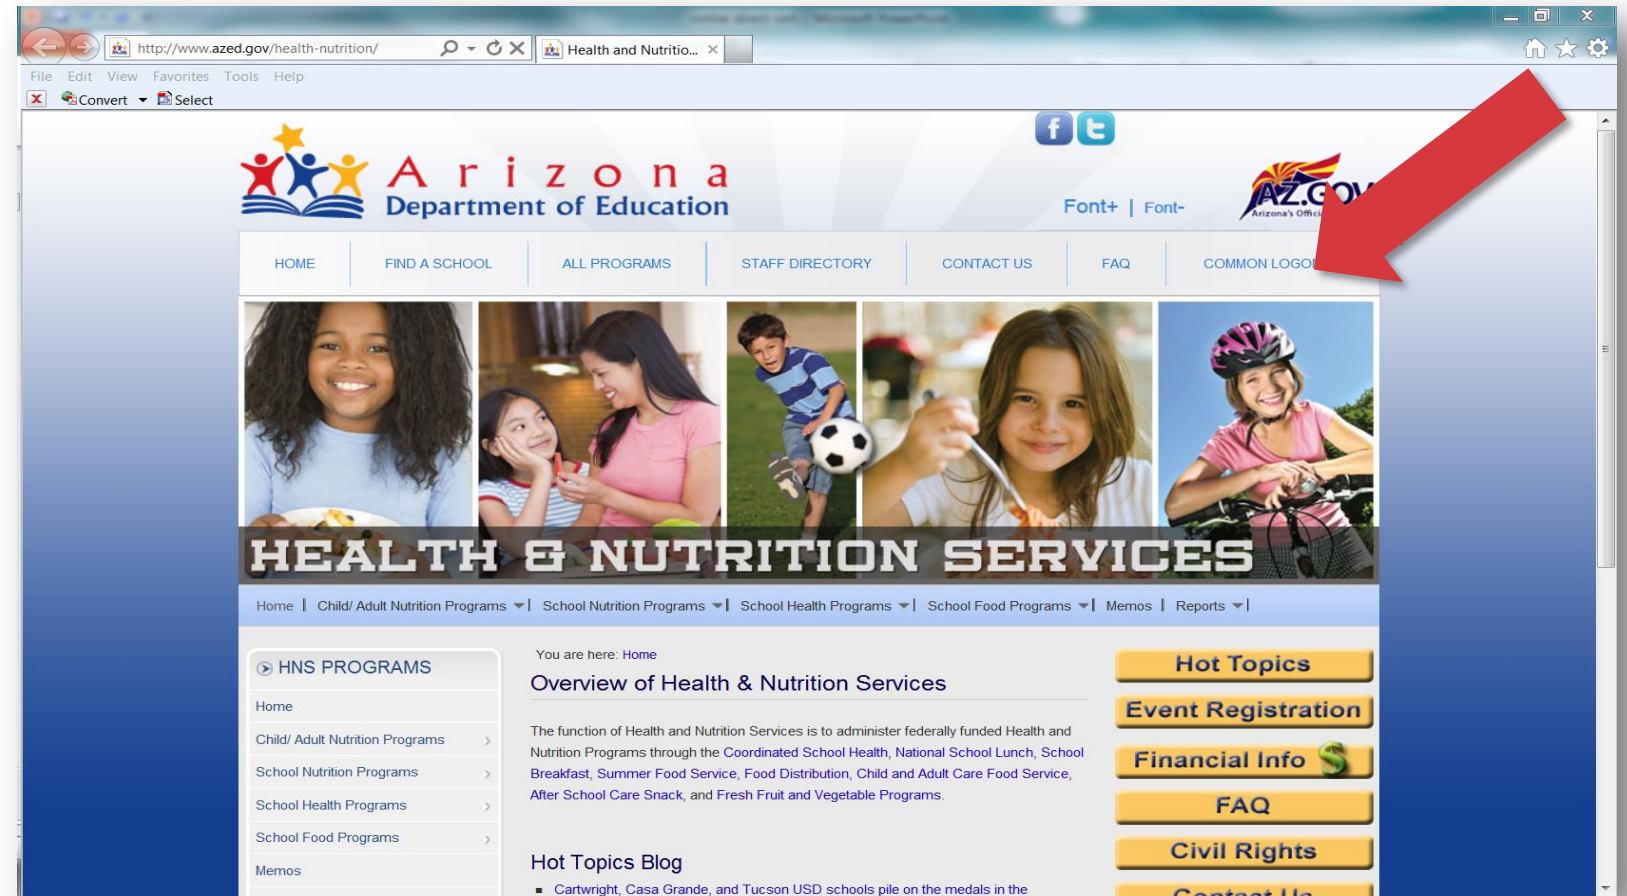 http://www.azed.gov/health-nutrition/
Health and Nutritio...
File Edit View Favorites Tools Help
Convert Select
Arizona
Department of Education
Font+ | Font-
AZ.GOV
Arizona's
HOME FIND A SCHOOL ALL PROGRAMS STAFF DIRECTORY CONTACT US FAQ COMMON LOGON
HEALTH & NUTRITION SERVICES
Home | Child/ Adult Nutrition Programs | School Nutrition Programs | School Health Programs | School Food Programs | Memos | Reports |
HNS PROGRAMS
Home
Child/ Adult Nutrition Programs
School Nutrition Programs
School Health Programs
School Food Programs
Memos
You are here: Home
Overview of Health & Nutrition Services
The function of Health and Nutrition Services is to administer federally funded Health and
Nutrition Programs through the Coordinated School Health, National School Lunch, School
Breakfast, Summer Food Service, Food Distribution, Child and Adult Care Food Service,
After School Care Snack, and Fresh Fruit and Vegetable Programs.
Hot Topics Blog
Cartwright, Casa Grande, and Tucson USD schools pile on the medals in the
Hot Topics
Event Registration
Financial Info $
FAQ
Civil Rights
Contact Us